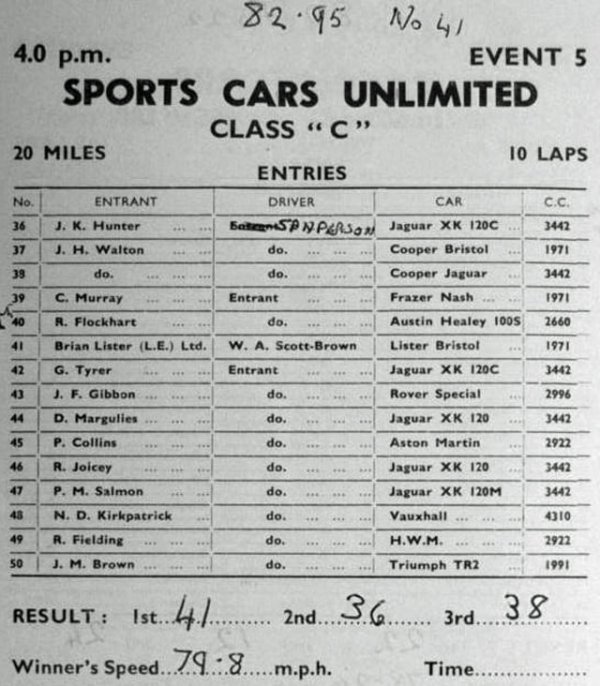 82.95 No 41
4.0 p.m. EVENT 5
SPORTS CARS UNLIMITED
CLASS "C"
20 MILES 10 LAPS
ENTRIES
No. ENTRANT DRIVER CAR C.C.
36 J. K. Hunter ... ... SANDERSON Jaguar XK 120C ... 3442
37 J. H. Walton ... ... do. ... ... ... Cooper Bristol ... 1971
38 do. ... ... ... do. ... ... ... Cooper Jaguar ... 3442
39 C. Murray ... ... Entrant ... ... ... Frazer Nash ... ... 1971
40 R. Flockhart ... ... do. ... ... ... Austin Healey 100S 2660
41 Brian Lister (L.E.) Ltd. W. A. Scott-Brown Lister Bristol ... 1971
42 G. Tyrer ... ... ... Entrant ... ... ... Jaguar XK 120C ... 3442
43 J. F. Gibbon ... ... do. ... ... ... Rover Special ... 2996
44 D. Margulies ... ... do. ... ... ... Jaguar XK 120 ... 3442
45 P. Collins ... ... do. ... ... ... Aston Martin ... 2922
46 R. Joicey ... ... do. ... ... ... Jaguar XK 120 ... 3442
47 P. M. Salmon ... ... do. ... ... ... Jaguar XK 120M ... 3442
48 N. D. Kirkpatrick ... do. ... ... ... Vauxhall ... ... ... 4310
49 R. Fielding ... ... do. ... ... ... H.W.M. ... ... ... 2922
50 J. M. Brown ... ... do. ... ... ... Triumph TR2 ... 1991
RESULT : 1st...41.......... 2nd...36....... 3rd...38.......
Winner's Speed...79.8.....m.p.h. Time...................